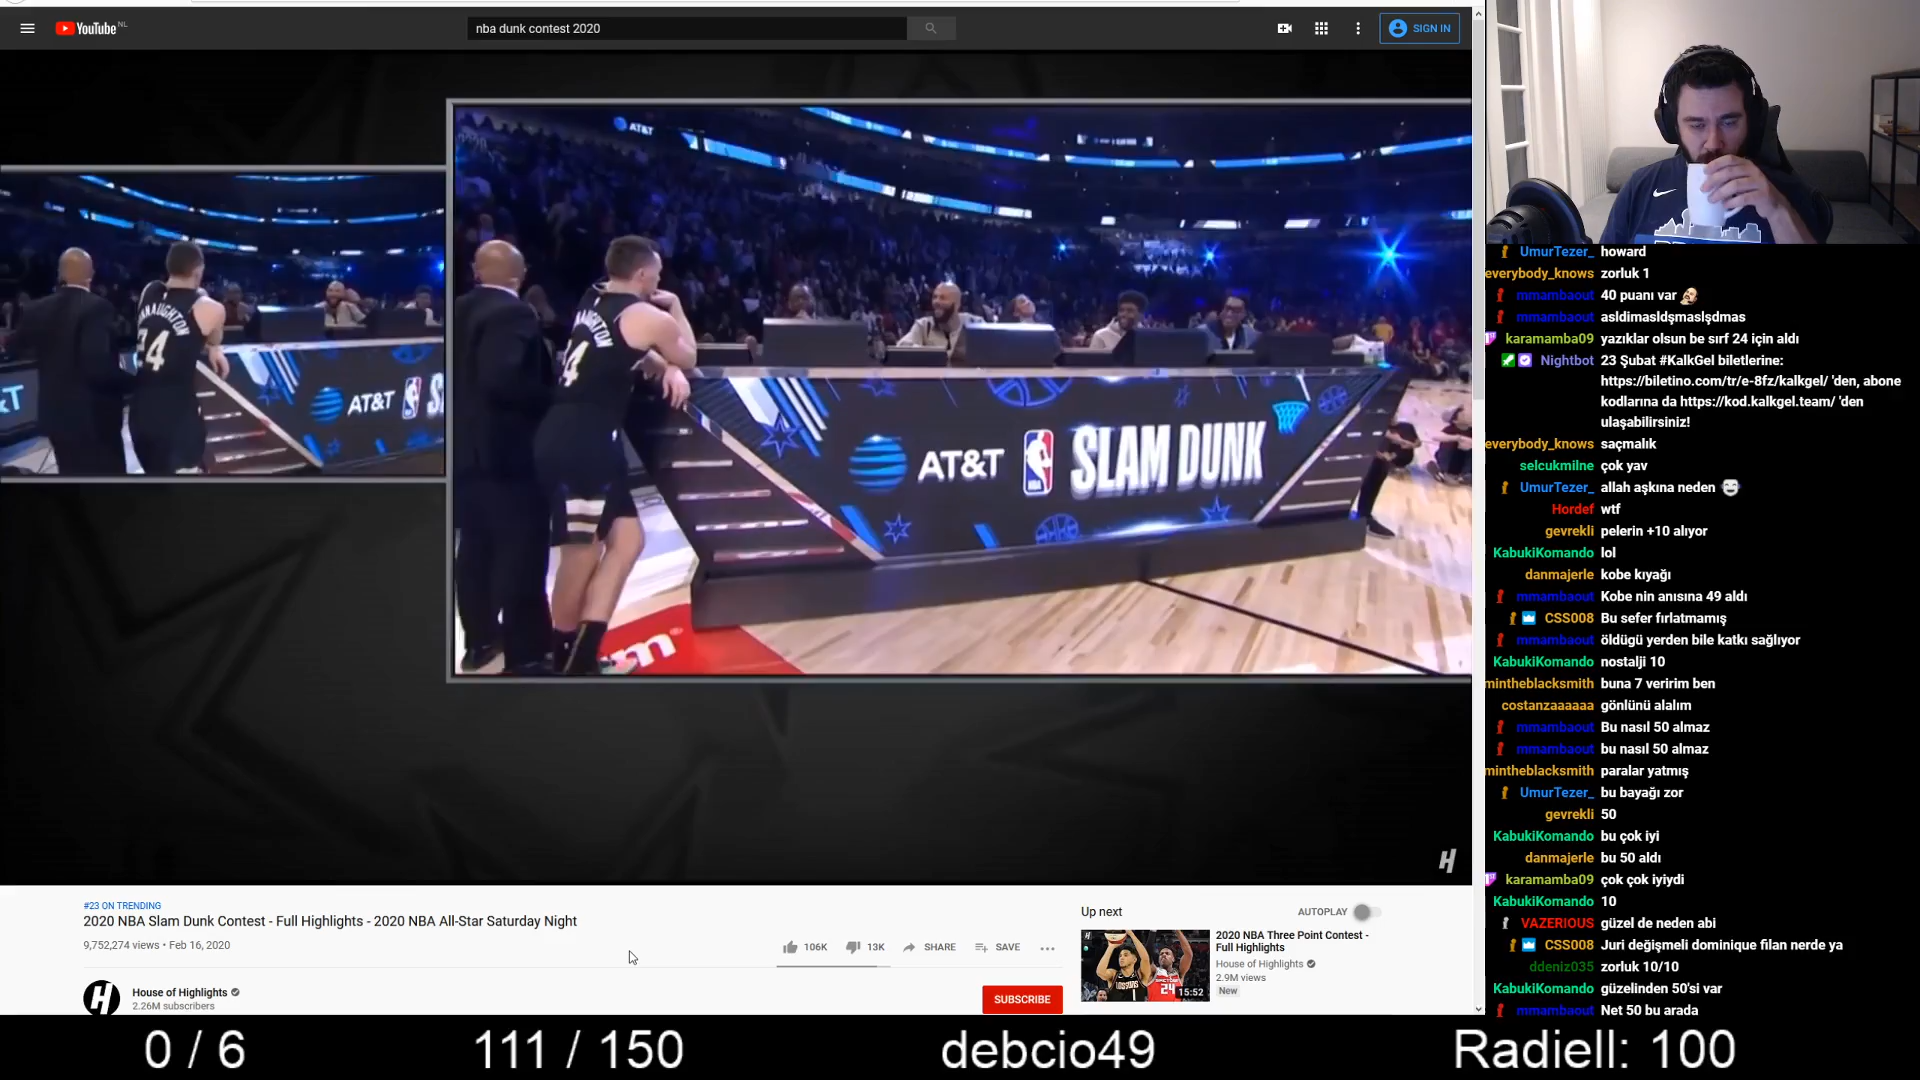 YouTube NL
nba dunk contest 2020
SIGN IN
AT&T
AT&T
SLAM DUNK
NBA
24
#23 ON TRENDING
2020 NBA Slam Dunk Contest - Full Highlights - 2020 NBA All-Star Saturday Night
9,752,274 views • Feb 16, 2020
106K
13K
SHARE
SAVE
House of Highlights
2.26M subscribers
SUBSCRIBE
Up next
AUTOPLAY
2020 NBA Three Point Contest -
Full Highlights
House of Highlights
2.9M views
New
15:52
UmurTezer_ howard
everybody_knows zorluk 1
mmambaout 40 puanı var
mmambaout asldimasldşmaslşdmas
karamamba09 yazıklar olsun be sırf 24 için aldı
Nightbot 23 Şubat #KalkGel biletlerine:
https://biletino.com/tr/e-8fz/kalkgel/ 'den, abone
kodlarına da https://kod.kalkgel.team/ 'den
ulaşabilirsiniz!
everybody_knows saçmalık
selcukmilne çok yav
UmurTezer_ allah aşkına neden
Hordef wtf
gevrekli pelerin +10 alıyor
KabukiKomando lol
danmajerle kobe kıyağı
mmambaout Kobe nin anısına 49 aldı
CSS008 Bu sefer fırlatmamış
mmambaout öldügü yerden bile katkı sağlıyor
KabukiKomando nostalji 10
mintheblacksmith buna 7 veririm ben
costanzaaaaaa gönlünü alalım
mmambaout Bu nasıl 50 almaz
mmambaout bu nasıl 50 almaz
mintheblacksmith paralar yatmış
UmurTezer_ bu bayağı zor
gevrekli 50
KabukiKomando bu çok iyi
danmajerle bu 50 aldı
karamamba09 çok çok iyiydi
KabukiKomando 10
VAZERIOUS güzel de neden abi
CSS008 Juri değişmeli dominique filan nerde ya
ddeniz035 zorluk 10/10
KabukiKomando güzelinden 50'si var
mmambaout Net 50 bu arada
0 / 6
111 / 150
debcio49
Radiell: 100